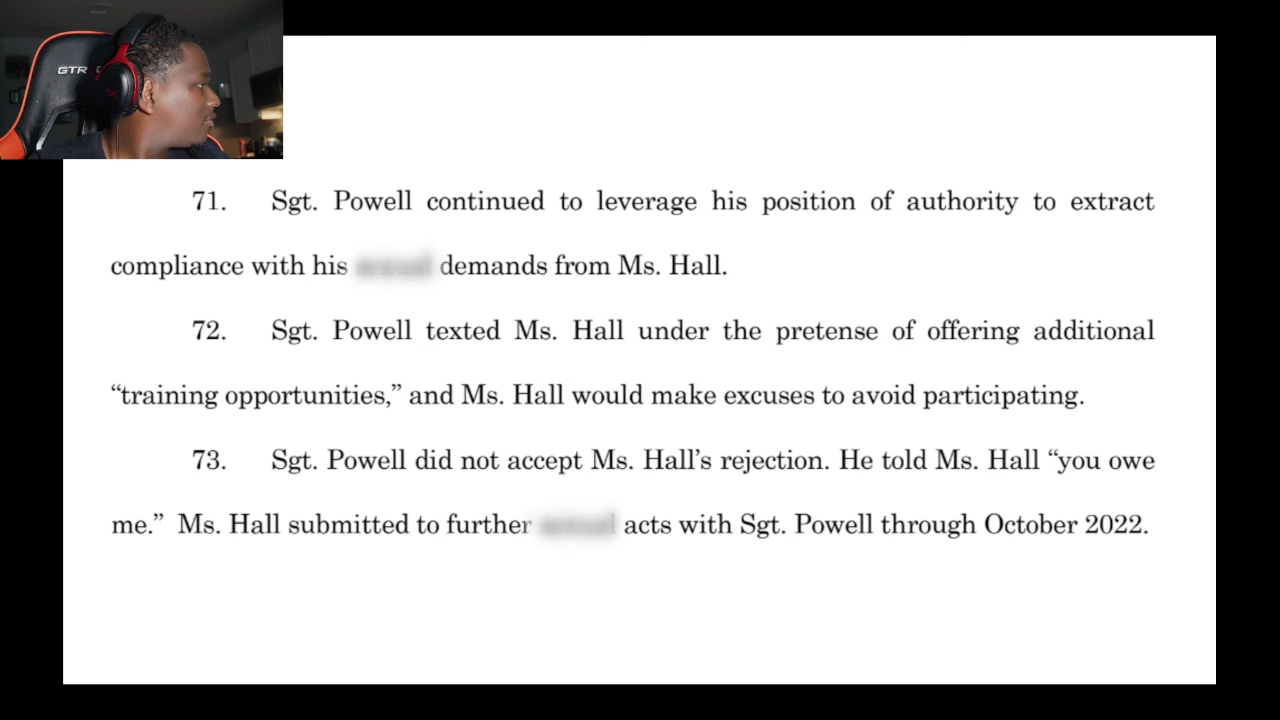 GTR
71. Sgt. Powell continued to leverage his position of authority to extract
compliance with his demands from Ms. Hall.
72. Sgt. Powell texted Ms. Hall under the pretense of offering additional
“training opportunities,” and Ms. Hall would make excuses to avoid participating.
73. Sgt. Powell did not accept Ms. Hall’s rejection. He told Ms. Hall “you owe
me.” Ms. Hall submitted to further acts with Sgt. Powell through October 2022.